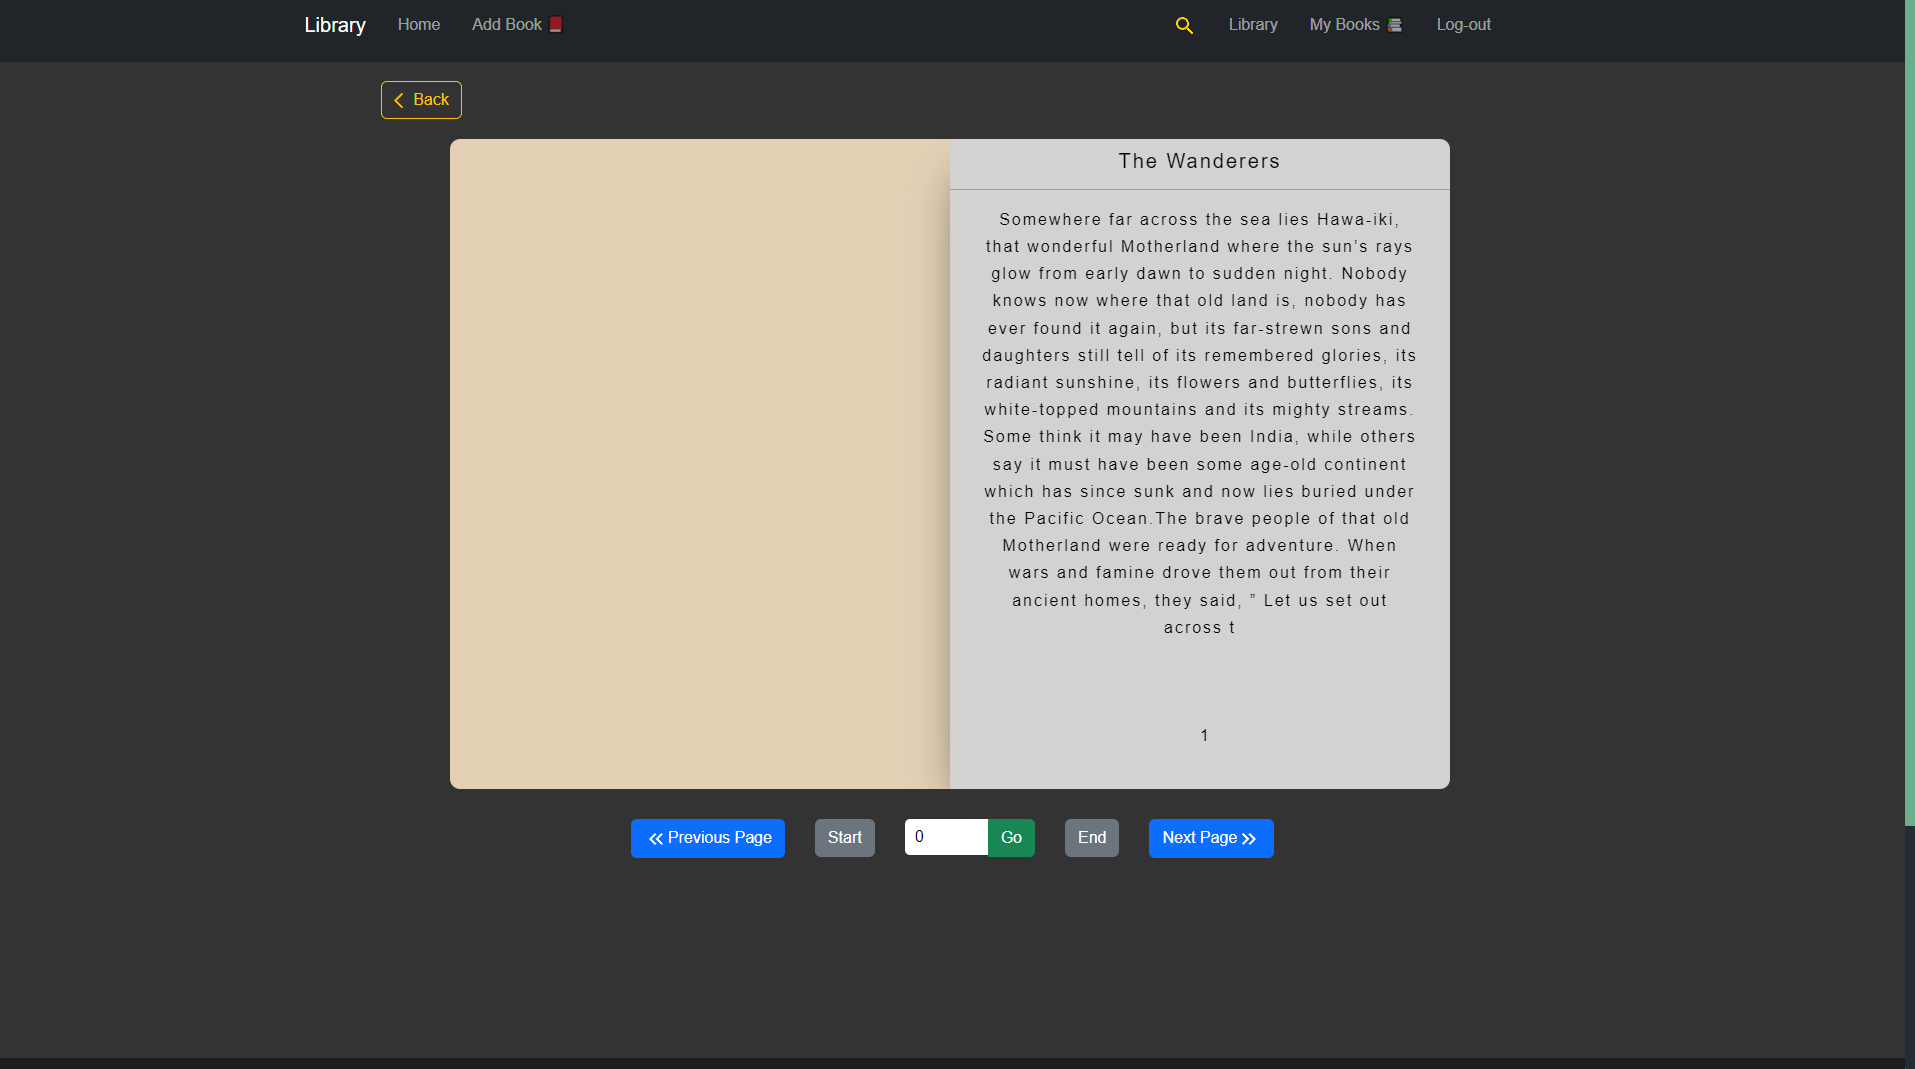 Library Home Add Book Library My Books Log-out
Back
The Wanderers
Somewhere far across the sea lies Hawa-iki,
that wonderful Motherland where the sun’s rays
glow from early dawn to sudden night. Nobody
knows now where that old land is, nobody has
ever found it again, but its far-strewn sons and
daughters still tell of its remembered glories, its
radiant sunshine, its flowers and butterflies, its
white-topped mountains and its mighty streams.
Some think it may have been India, while others
say it must have been some age-old continent
which has since sunk and now lies buried under
the Pacific Ocean.The brave people of that old
Motherland were ready for adventure. When
wars and famine drove them out from their
ancient homes, they said, ” Let us set out
across t
1
Previous Page Start 0 Go End Next Page